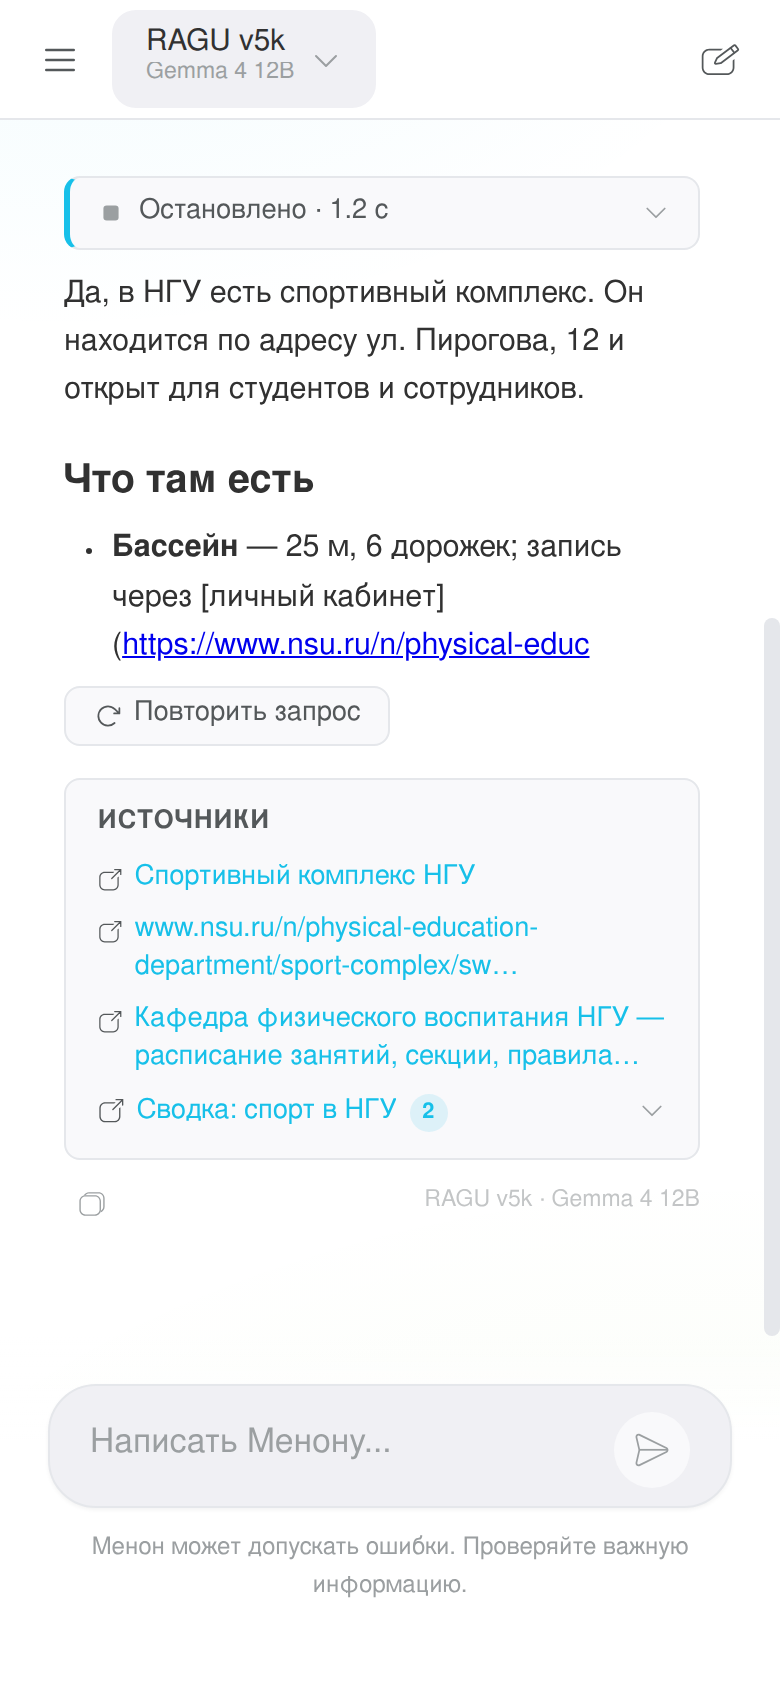 RAGU v5k
Gemma 4 12B
Остановлено · 1.2 с
Да, в НГУ есть спортивный комплекс. Он
находится по адресу ул. Пирогова, 12 и
открыт для студентов и сотрудников.
Что там есть
• Бассейн — 25 м, 6 дорожек; запись
через [личный кабинет]
(https://www.nsu.ru/n/physical-educ
Повторить запрос
ИСТОЧНИКИ
Спортивный комплекс НГУ
www.nsu.ru/n/physical-education-
department/sport-complex/sw…
Кафедра физического воспитания НГУ —
расписание занятий, секции, правила…
Сводка: спорт в НГУ 2
RAGU v5k · Gemma 4 12B
Написать Менону...
Менон может допускать ошибки. Проверяйте важную
информацию.